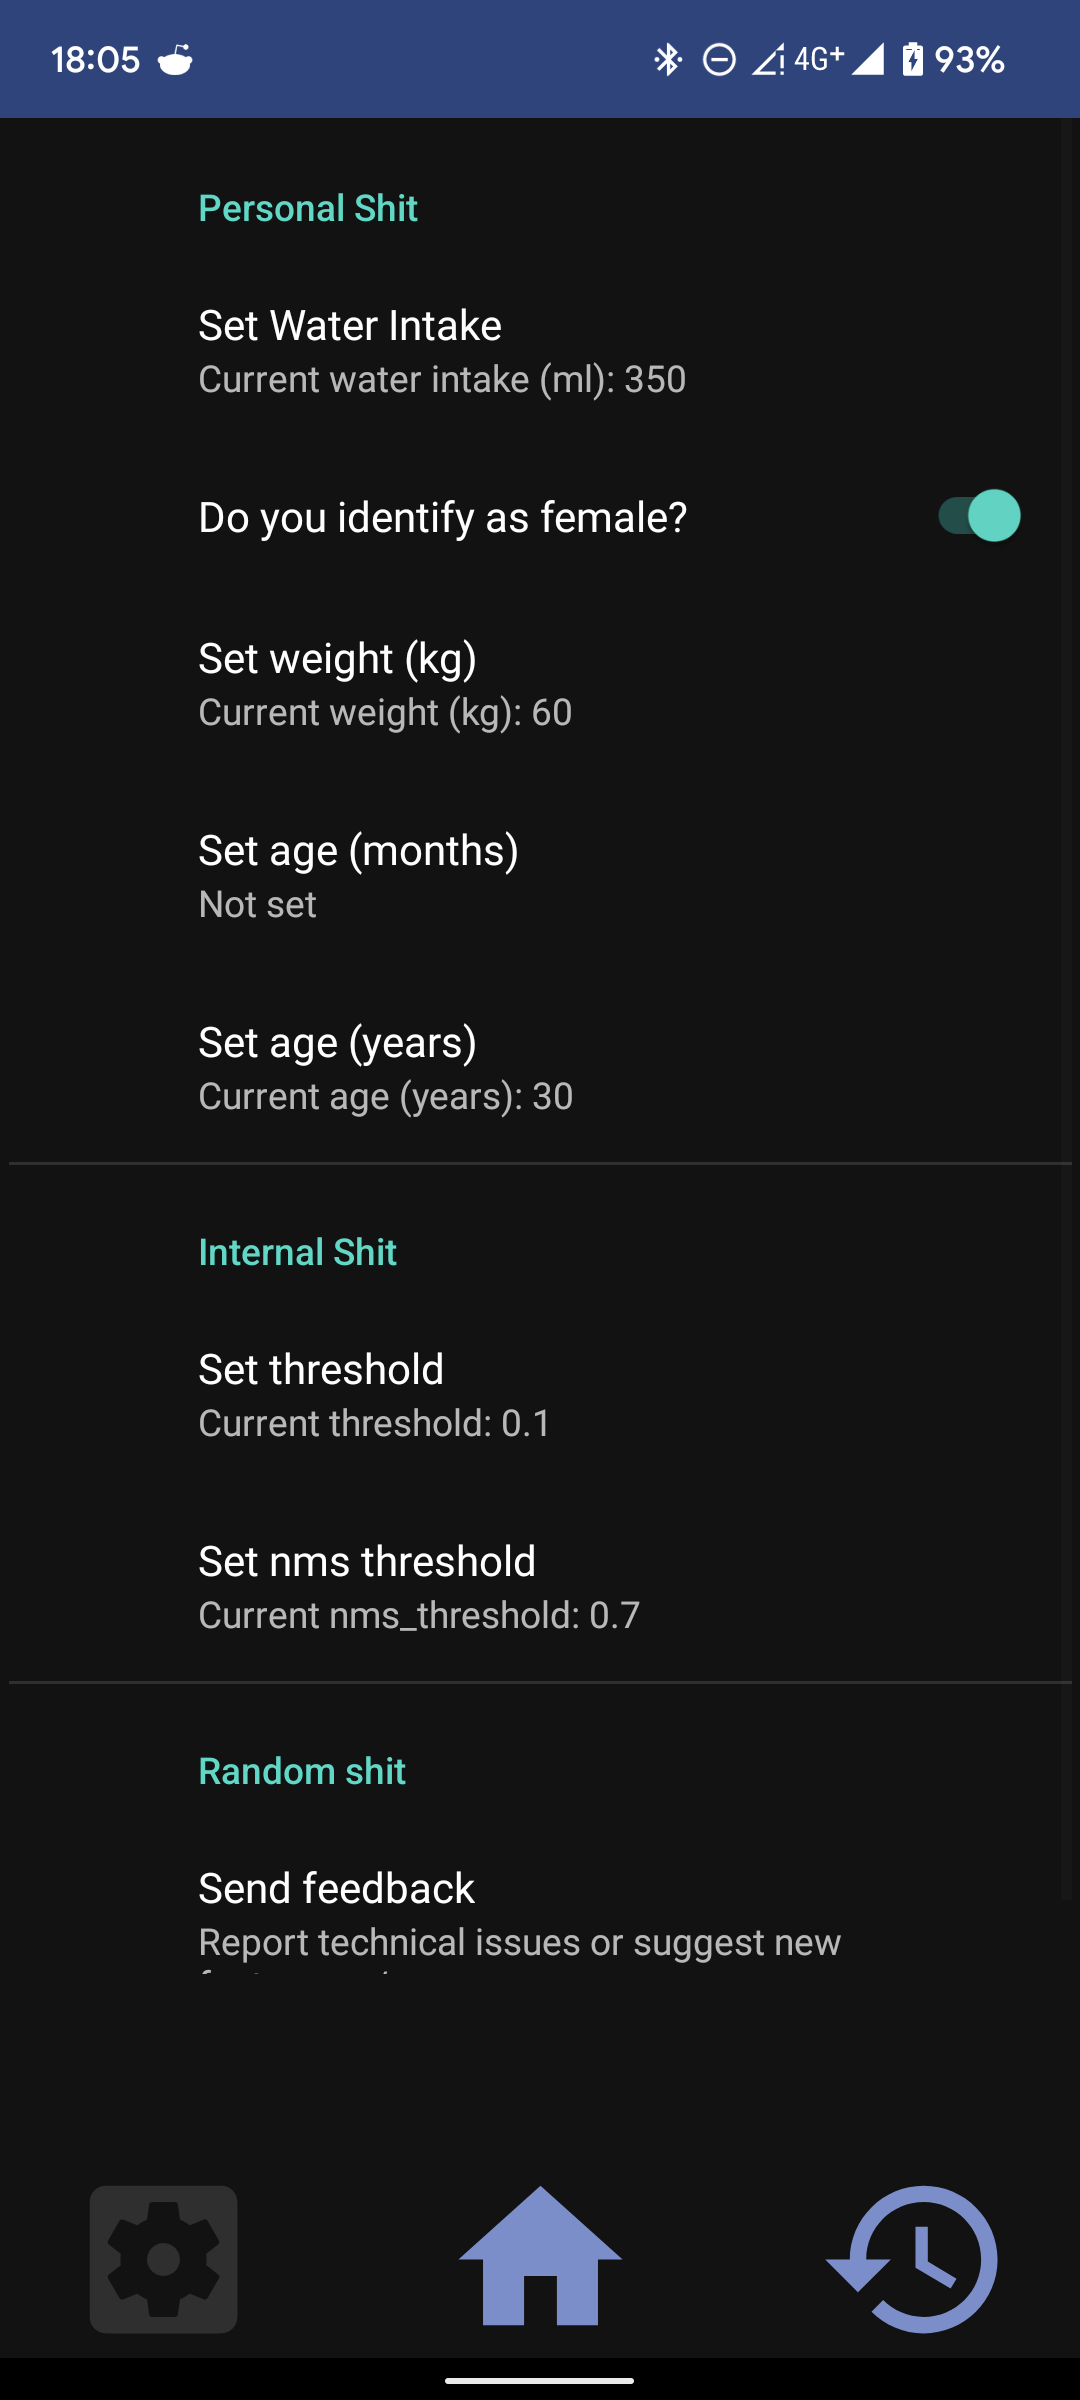 18:05 4G+ 93%
Personal Shit
Set Water Intake
Current water intake (ml): 350
Do you identify as female?
Set weight (kg)
Current weight (kg): 60
Set age (months)
Not set
Set age (years)
Current age (years): 30
Internal Shit
Set threshold
Current threshold: 0.1
Set nms threshold
Current nms_threshold: 0.7
Random shit
Send feedback
Report technical issues or suggest new